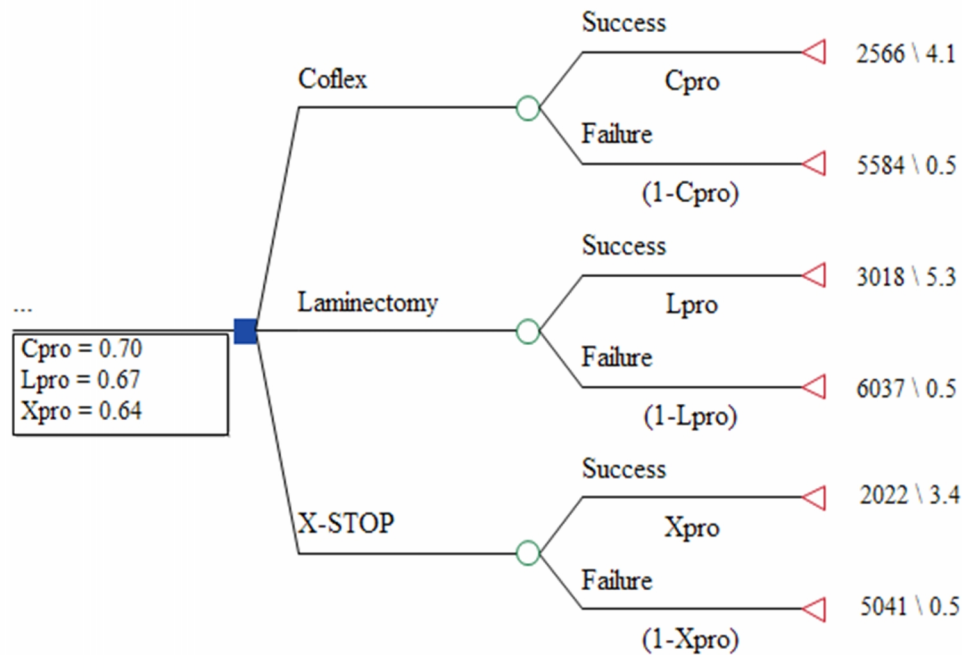 Success
2566 \ 4.1
Coflex
Cpro
Failure
5584 \ 0.5
(1-Cpro)
Success
3018 \ 5.3
...
Laminectomy
Lpro
Cpro = 0.70
Lpro = 0.67
Xpro = 0.64
Failure
6037 \ 0.5
(1-Lpro)
Success
2022 \ 3.4
X-STOP
Xpro
Failure
5041 \ 0.5
(1-Xpro)